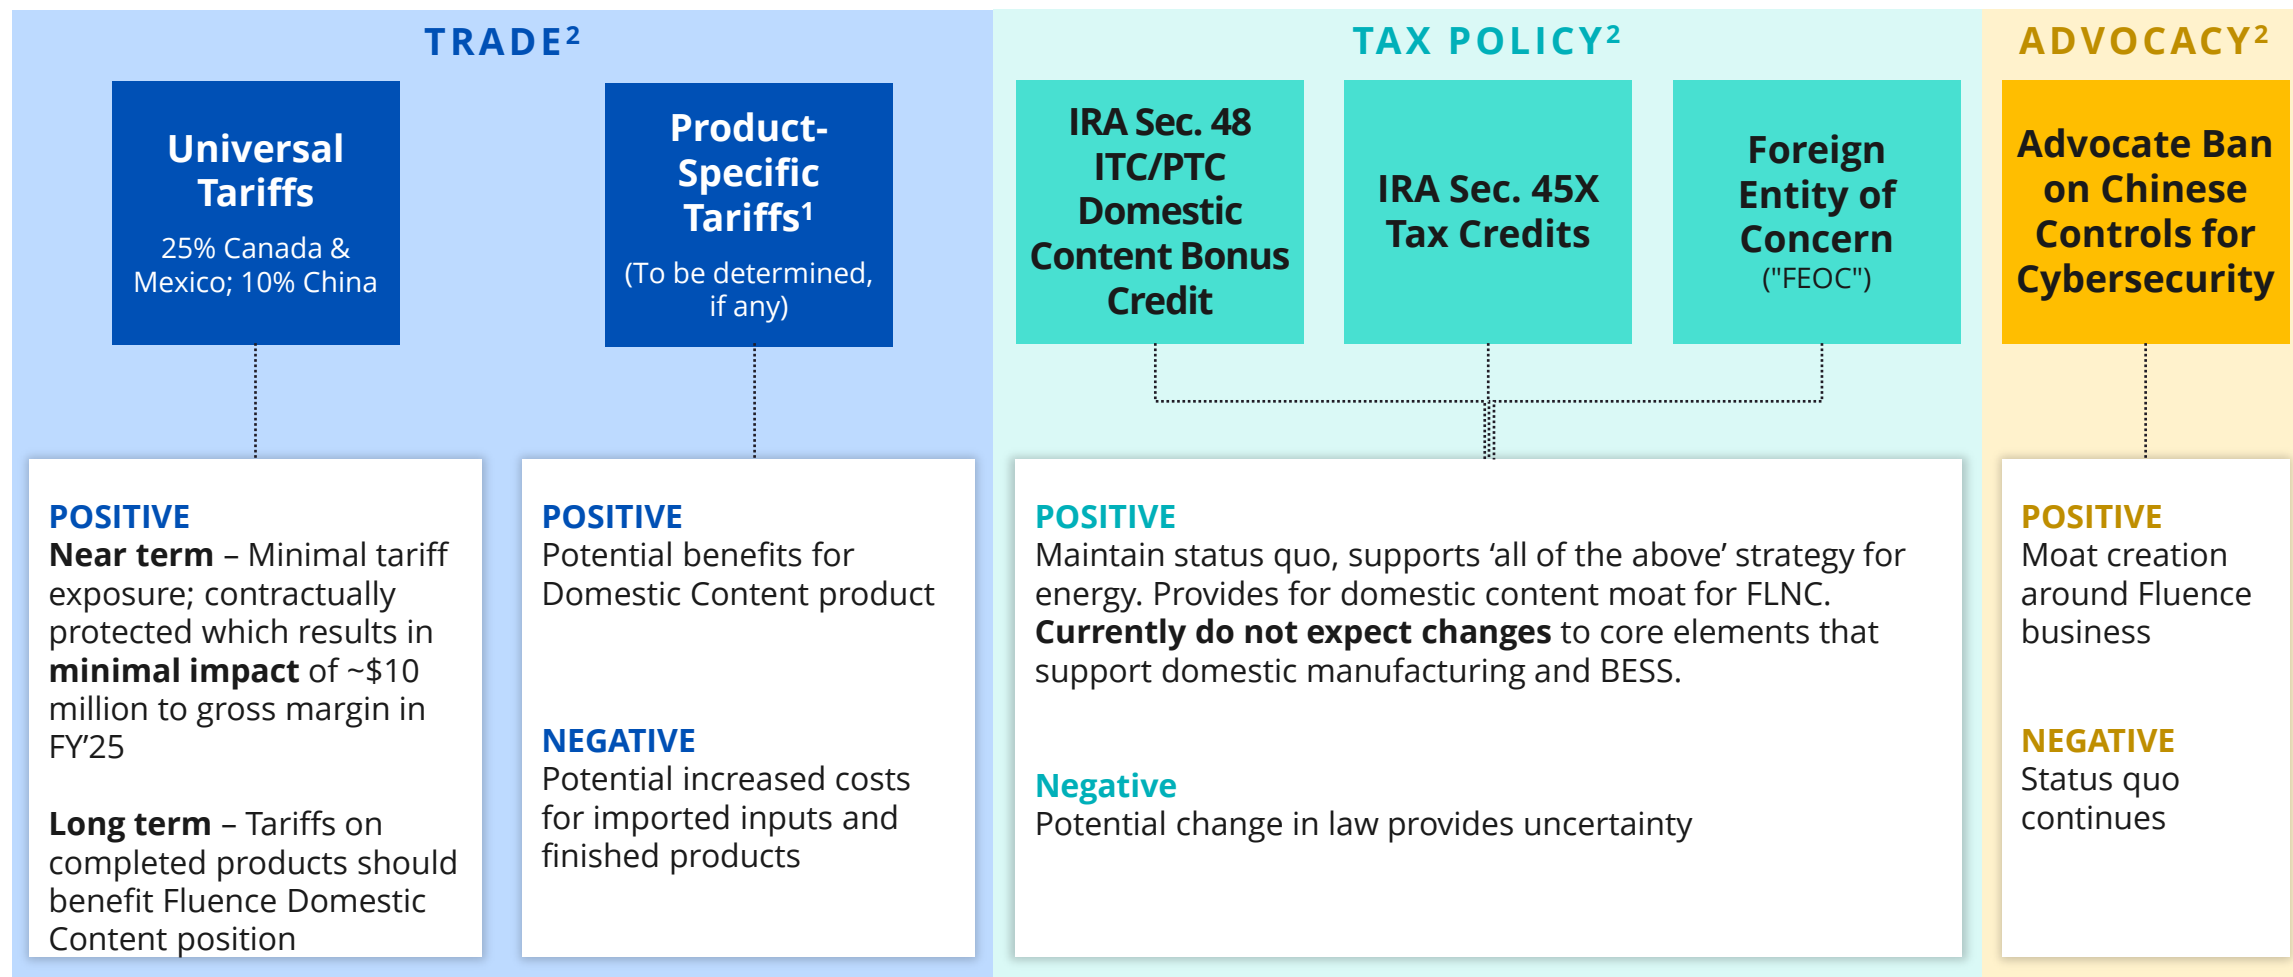 TRADE²
Universal
Tariffs
25% Canada &
Mexico; 10% China
Product-
Specific
Tariffs¹
(To be determined,
if any)
POSITIVE
Near term – Minimal tariff
exposure; contractually
protected which results in
minimal impact of ~$10
million to gross margin in
FY’25
Long term – Tariffs on
completed products should
benefit Fluence Domestic
Content position
POSITIVE
Potential benefits for
Domestic Content product
NEGATIVE
Potential increased costs
for imported inputs and
finished products
TAX POLICY²
IRA Sec. 48
ITC/PTC
Domestic
Content Bonus
Credit
IRA Sec. 45X
Tax Credits
Foreign
Entity of
Concern
("FEOC")
POSITIVE
Maintain status quo, supports ‘all of the above’ strategy for
energy. Provides for domestic content moat for FLNC.
Currently do not expect changes to core elements that
support domestic manufacturing and BESS.
Negative
Potential change in law provides uncertainty
ADVOCACY²
Advocate Ban
on Chinese
Controls for
Cybersecurity
POSITIVE
Moat creation
around Fluence
business
NEGATIVE
Status quo
continues